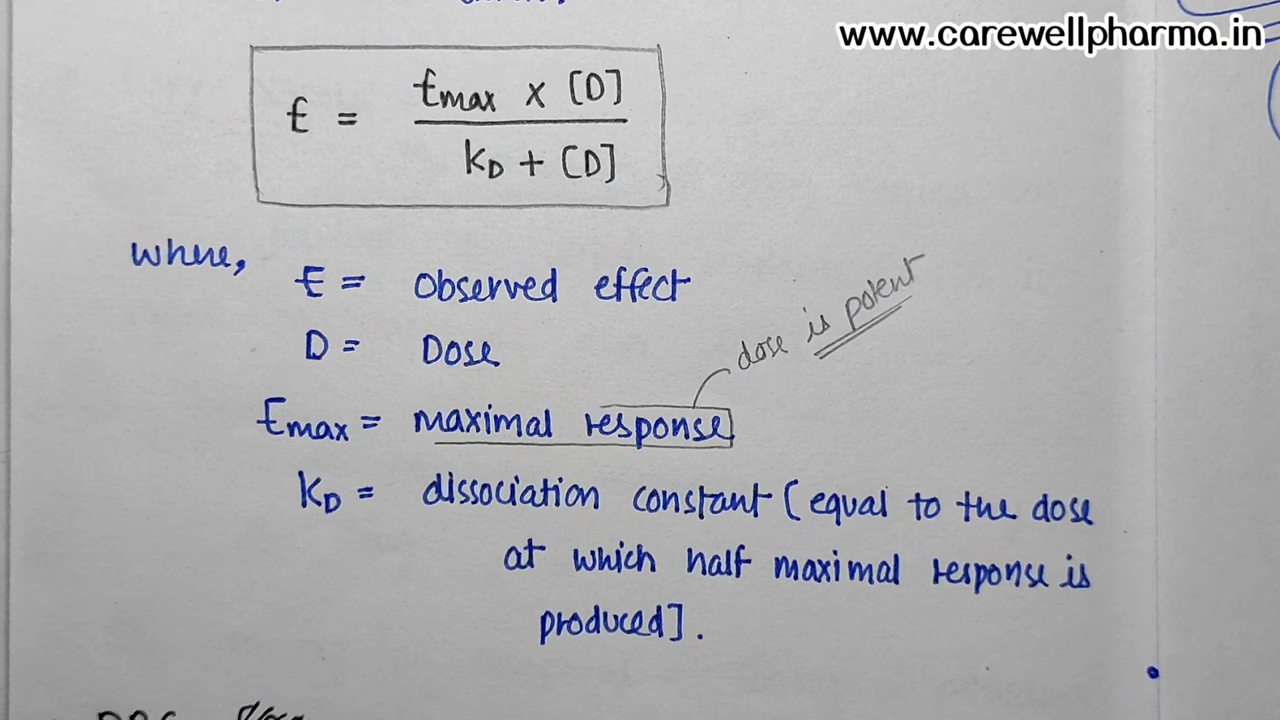 www.carewellpharma.in
E = Emax x [D]
KD + [D]
where,
E = Observed effect
D = Dose
dose is potent
Emax = maximal response
KD = dissociation constant [equal to the dose
at which half maximal response is
produced].